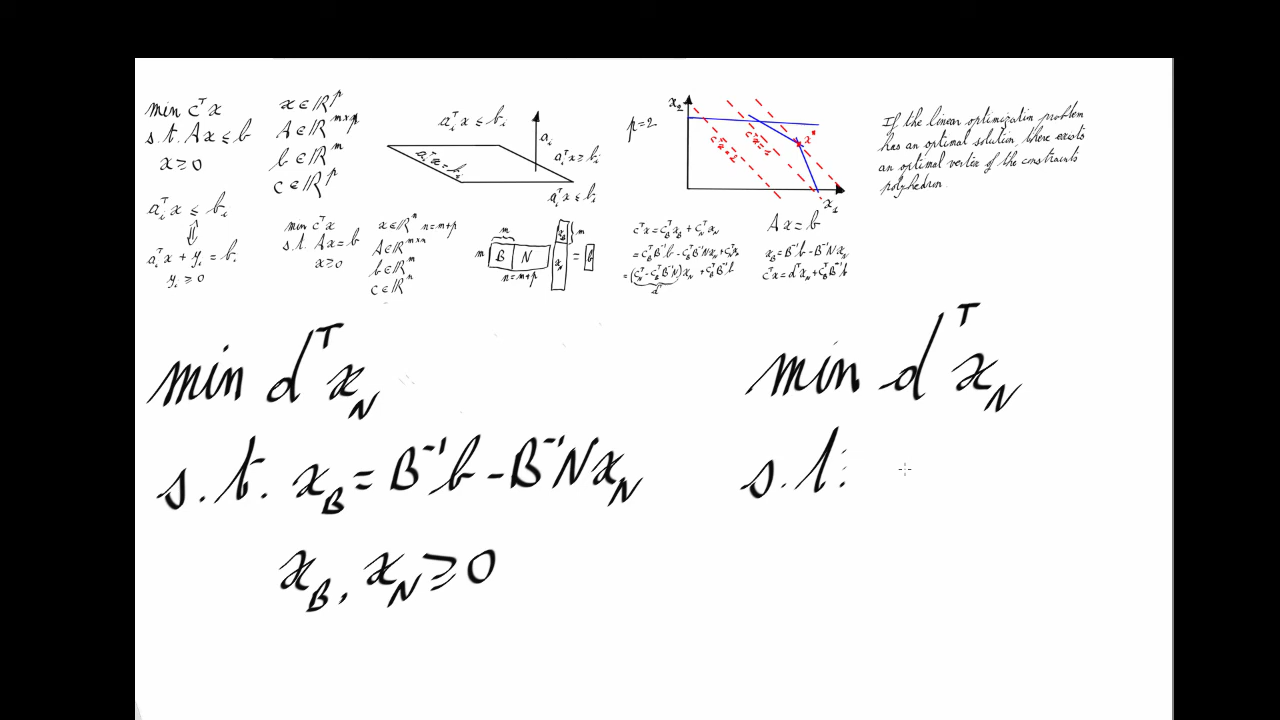 min cᵀx
s.t. Ax ≤ b
x ≥ 0
x ∈ ℝᵖ
A ∈ ℝᵐˣᵖ
b ∈ ℝᵐ
c ∈ ℝᵖ
aᵢᵀx ≤ bᵢ
aᵢ
aᵢᵀx = bᵢ
aᵢᵀx ≥ bᵢ
aᵢᵀx ≤ bᵢ
p=2
x₂
x*
x₁
If the linear optimization problem
has an optimal solution, there exists
an optimal vertex of the constraints
polyhedron.
aᵢᵀx ≤ bᵢ
⇕
aᵢᵀx + yᵢ = bᵢ
yᵢ ≥ 0
min cᵀx
s.t. Ax = b
x ≥ 0
x ∈ ℝⁿ n=m+p
A ∈ ℝᵐˣⁿ
b ∈ ℝᵐ
c ∈ ℝⁿ
m
m B N x_B x_N m = b
n=m+p
cᵀx = c_Bᵀx_B + c_Nᵀx_N
= c_BᵀB⁻¹b - c_BᵀB⁻¹Nx_N + c_Nᵀx_N
= (c_Nᵀ - c_BᵀB⁻¹N)x_N + c_BᵀB⁻¹b
dᵀ
Ax = b
x_B = B⁻¹b - B⁻¹Nx_N
cᵀx = dᵀx_N + c_BᵀB⁻¹b
min dᵀx_N
s.t. x_B = B⁻¹b - B⁻¹Nx_N
x_B, x_N ≥ 0
min dᵀx_N
s.t: